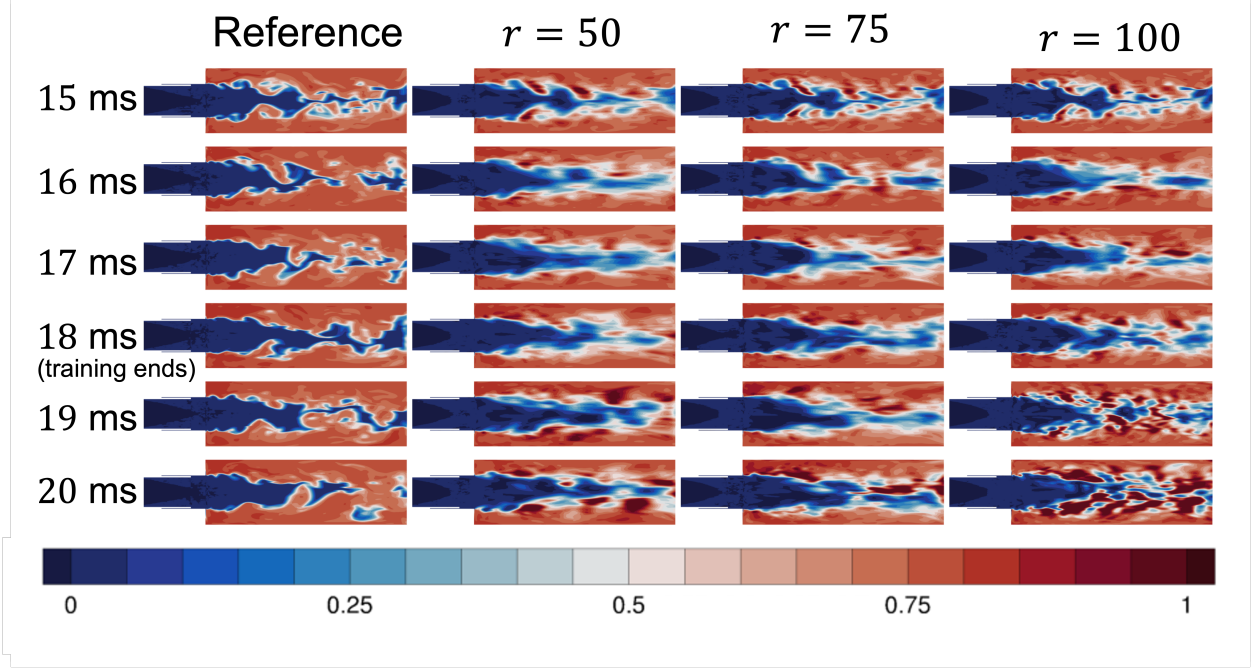 Reference r = 50 r = 75 r = 100
15 ms
16 ms
17 ms
18 ms
(training ends)
19 ms
20 ms
0 0.25 0.5 0.75 1